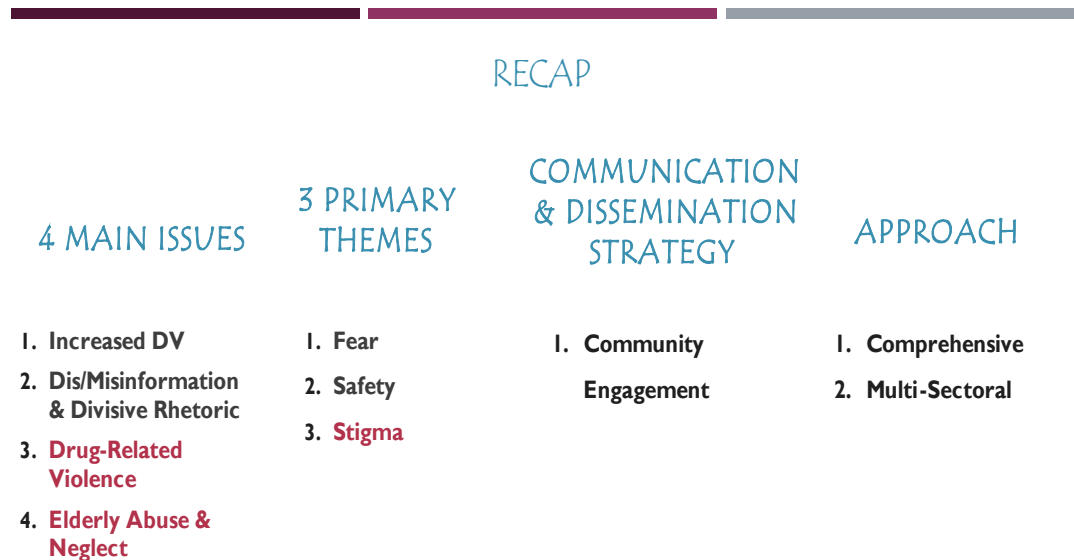 RECAP
4 MAIN ISSUES
1. Increased DV
2. Dis/Misinformation
& Divisive Rhetoric
3. Drug-Related
Violence
4. Elderly Abuse &
Neglect
3 PRIMARY
THEMES
1. Fear
2. Safety
3. Stigma
COMMUNICATION
& DISSEMINATION
STRATEGY
1. Community
Engagement
APPROACH
1. Comprehensive
2. Multi-Sectoral